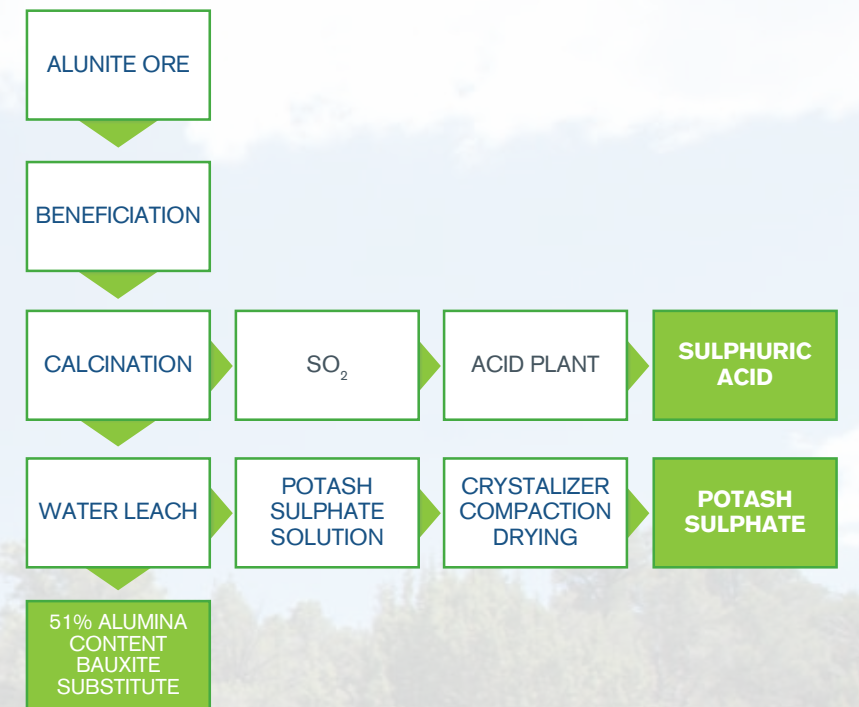 ALUNITE ORE
BENEFICIATION
CALCINATION
SO₂
ACID PLANT
SULPHURIC
ACID
WATER LEACH
POTASH
SULPHATE
SOLUTION
CRYSTALIZER
COMPACTION
DRYING
POTASH
SULPHATE
51% ALUMINA
CONTENT
BAUXITE
SUBSTITUTE